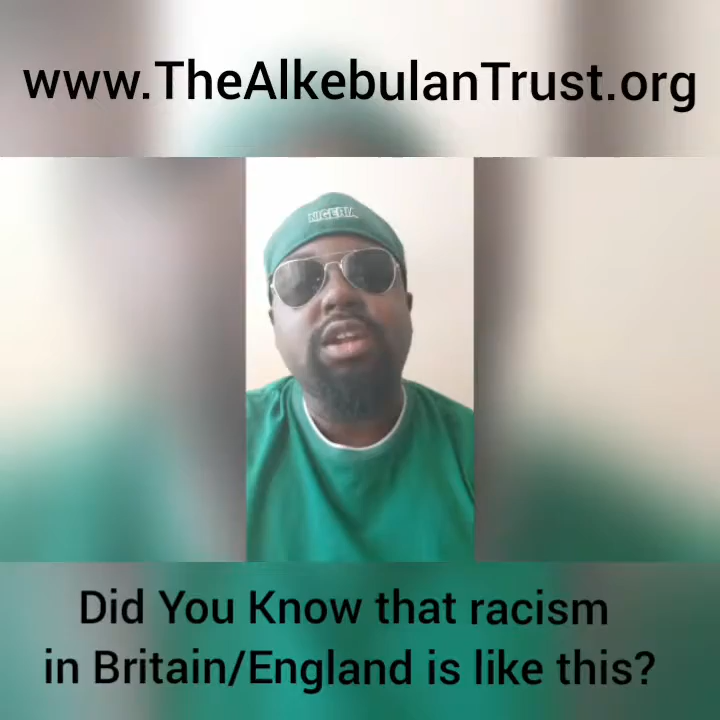 www.TheAlkebulanTrust.org
NIGERIA
Did You Know that racism
in Britain/England is like this?